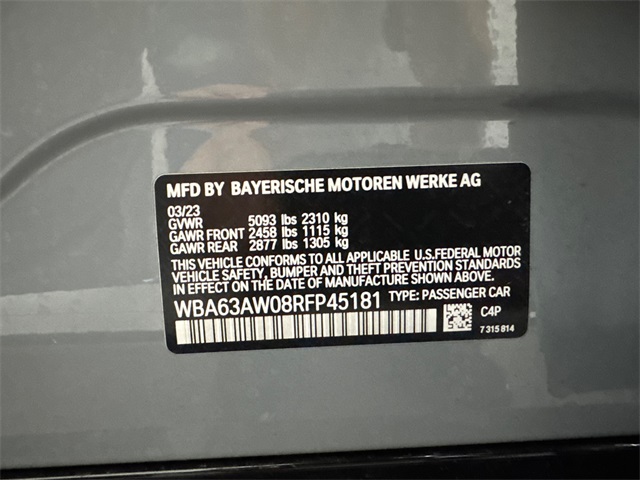 MFD BY BAYERISCHE MOTOREN WERKE AG
03/23
GVWR 5093 lbs 2310 kg
GAWR FRONT 2458 lbs 1115 kg
GAWR REAR 2877 lbs 1305 kg
THIS VEHICLE CONFORMS TO ALL APPLICABLE U.S.FEDERAL MOTOR
VEHICLE SAFETY, BUMPER AND THEFT PREVENTION STANDARDS
IN EFFECT ON THE DATE OF MANUFACTURE SHOWN ABOVE.
WBA63AW08RFP45181 TYPE: PASSENGER CAR
C4P
7 315 814